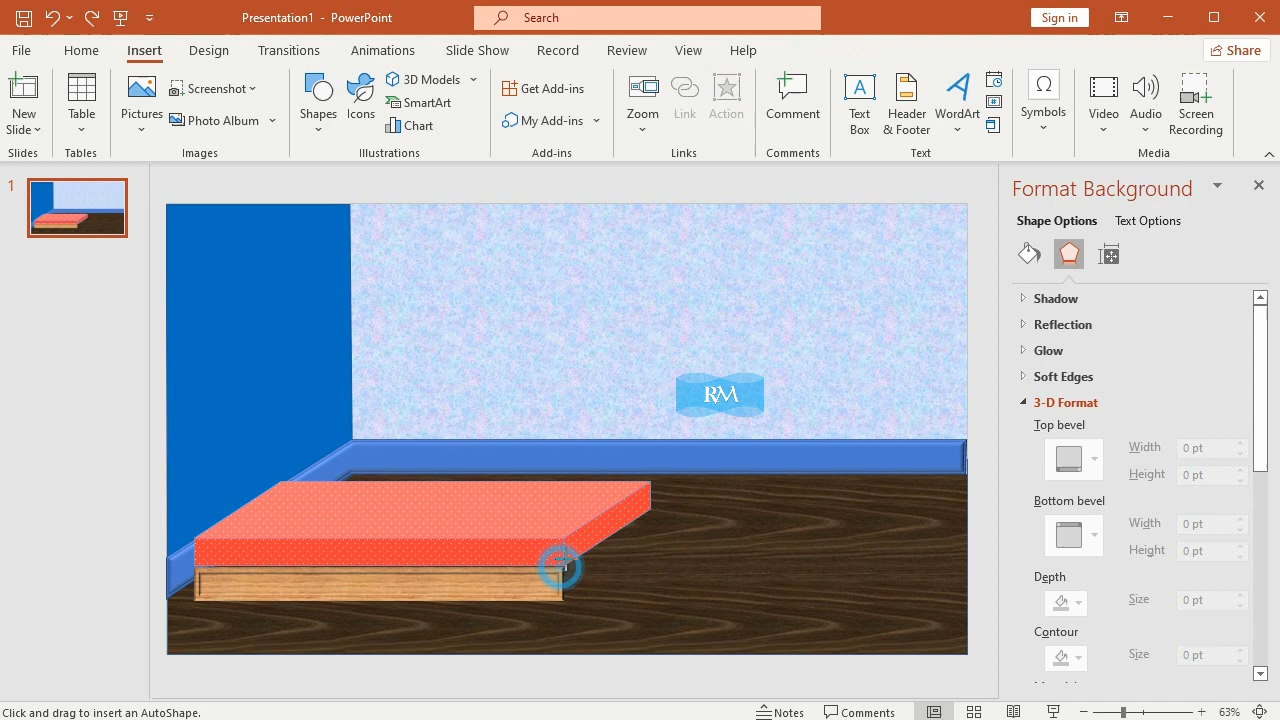 Presentation1 - PowerPoint
Search
Sign in
File Home Insert Design Transitions Animations Slide Show Record Review View Help
Share
New Slide
Table
Pictures
Screenshot
Photo Album
Shapes
Icons
3D Models
SmartArt
Chart
Get Add-ins
My Add-ins
Zoom
Link
Action
Comment
Text Box
Header & Footer
WordArt
Symbols
Video
Audio
Screen Recording
Slides Tables Images Illustrations Add-ins Links Comments Text Media
1
RM
Format Background
Shape Options Text Options
Shadow
Reflection
Glow
Soft Edges
3-D Format
Top bevel
Width 0 pt
Height 0 pt
Bottom bevel
Width 0 pt
Height 0 pt
Depth
Size 0 pt
Contour
Size 0 pt
Click and drag to insert an AutoShape.
Notes Comments 63%